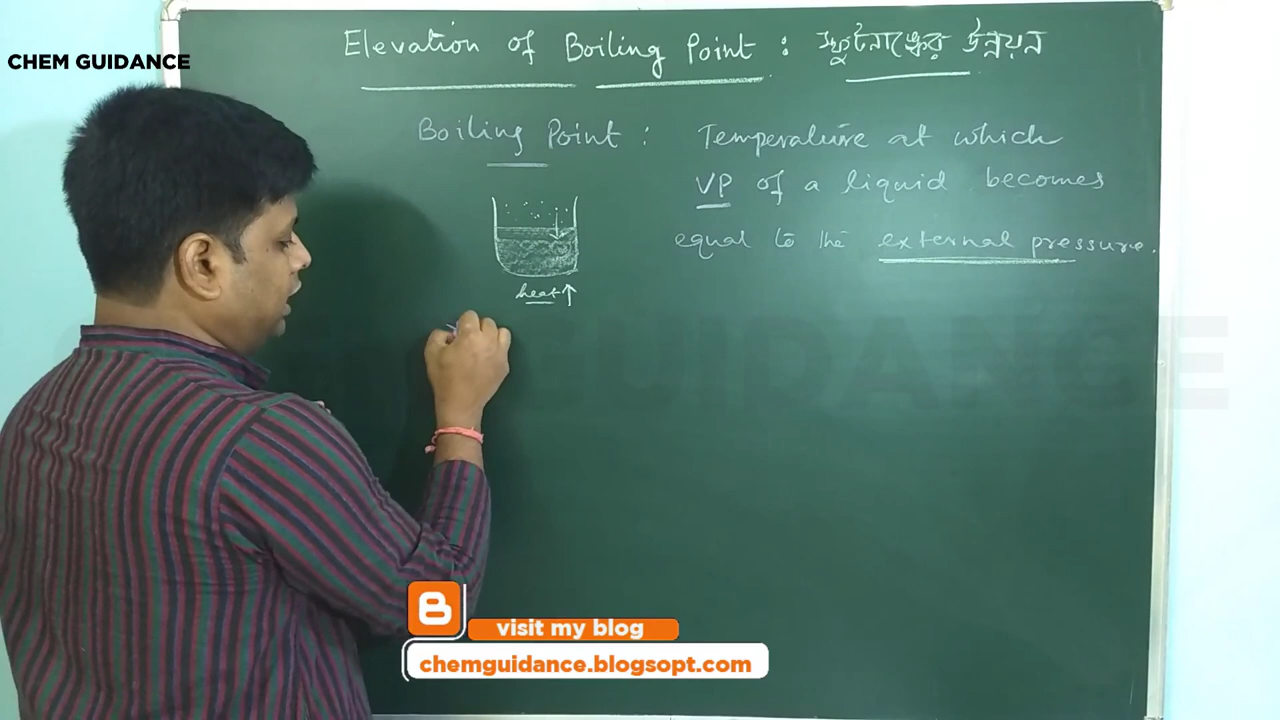 CHEM GUIDANCE
Elevation of Boiling Point : স্ফুটনাঙ্কের উন্নয়ন
Boiling Point : Temperature at which
VP of a liquid becomes
equal to the external pressure.
heat ↑
GUIDANCE
B
visit my blog
chemguidance.blogsopt.com